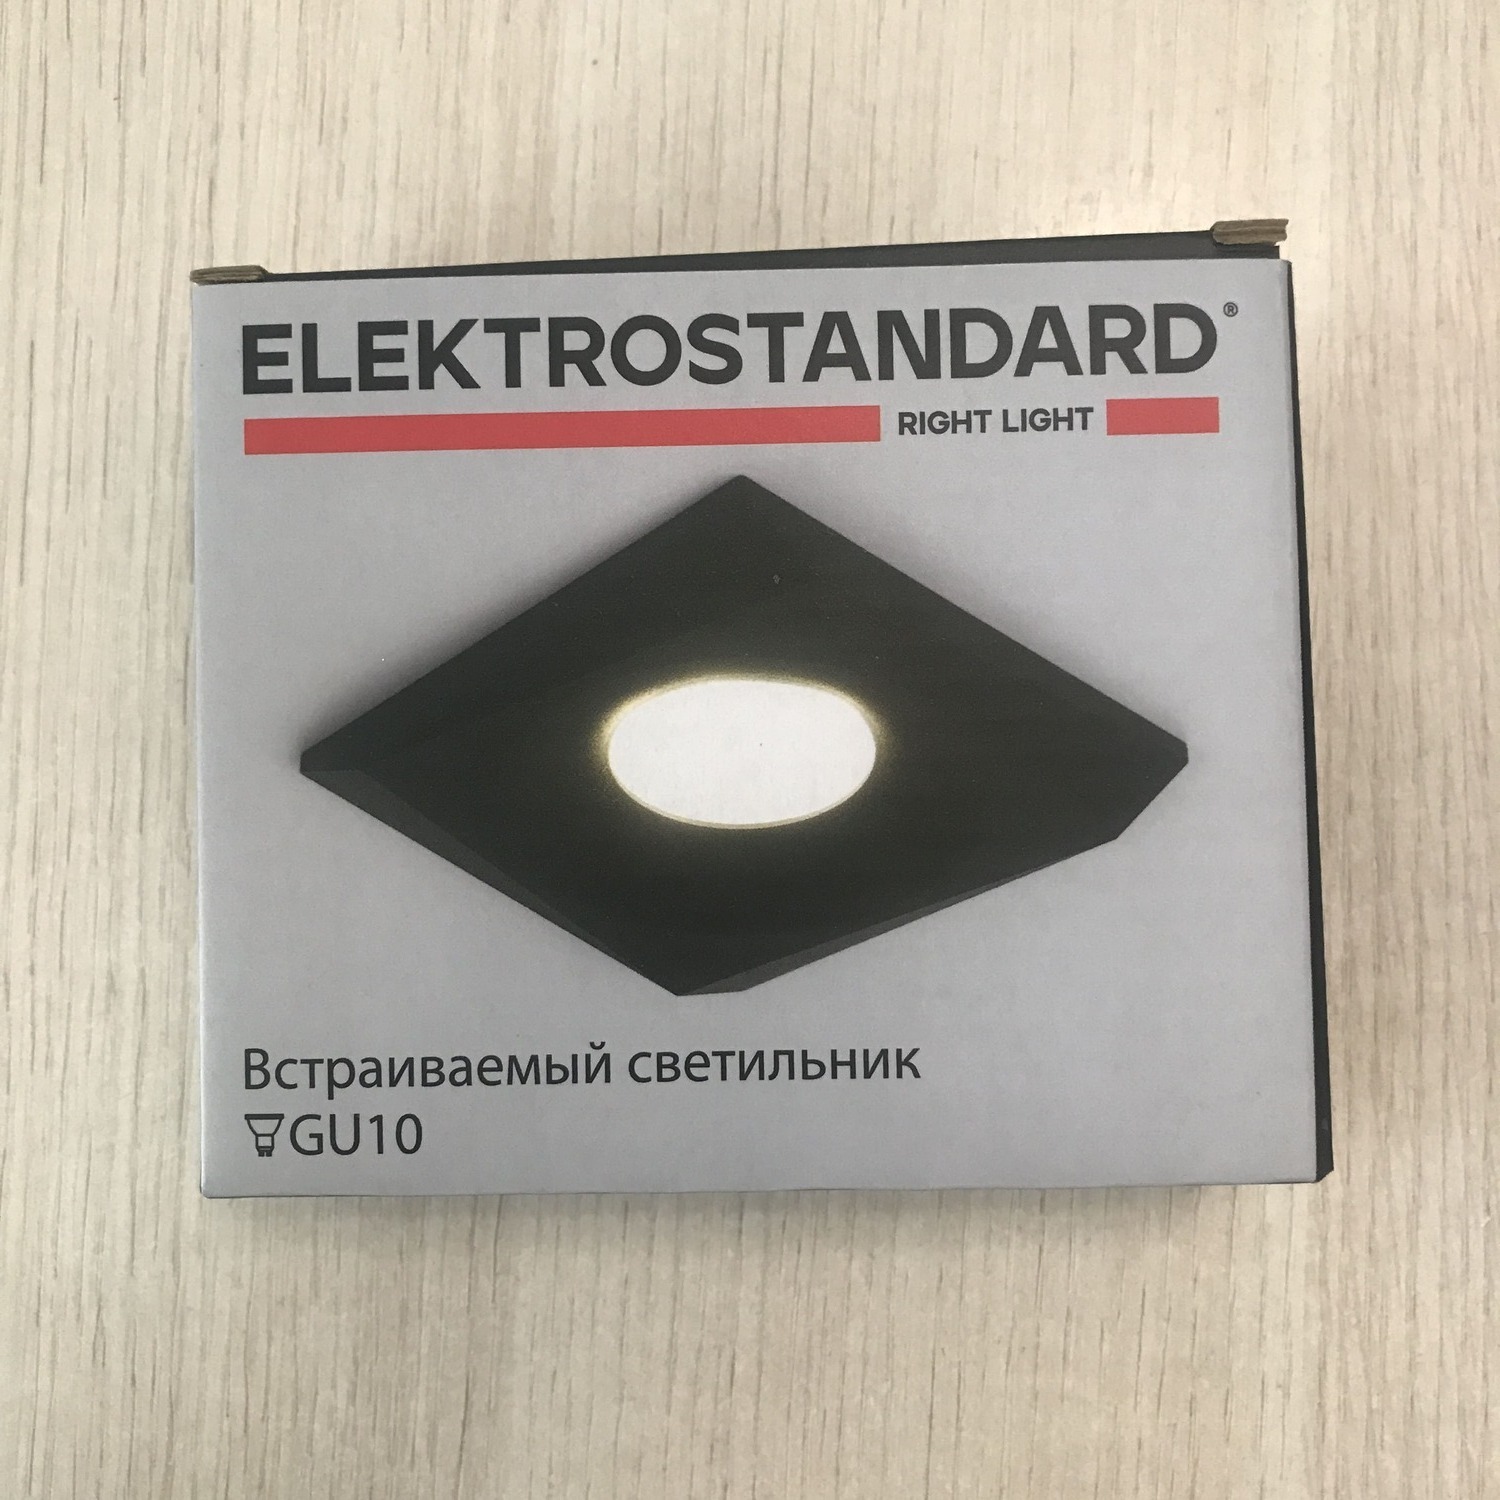 ELEKTROSTANDARD®
RIGHT LIGHT
Встраиваемый светильник
GU10